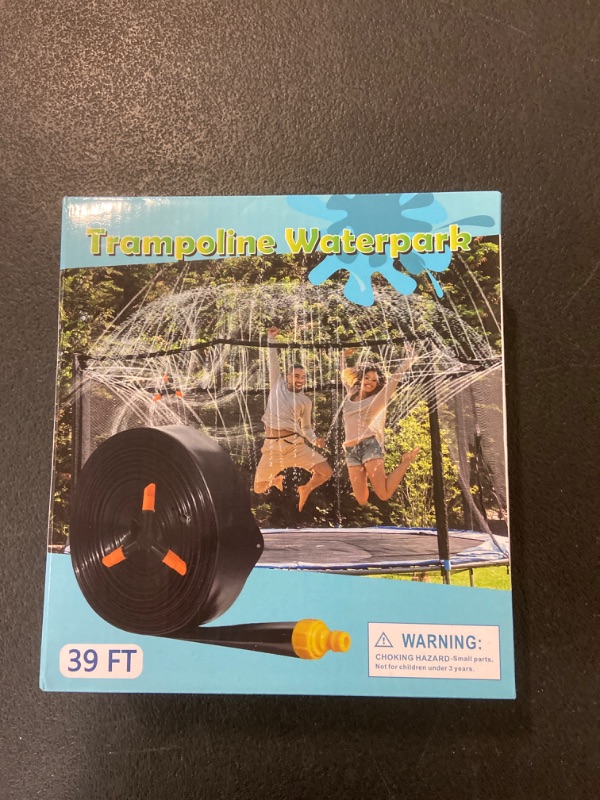 Trampoline Waterpark
39 FT
WARNING:
CHOKING HAZARD-Small parts.
Not for children under 3 years.